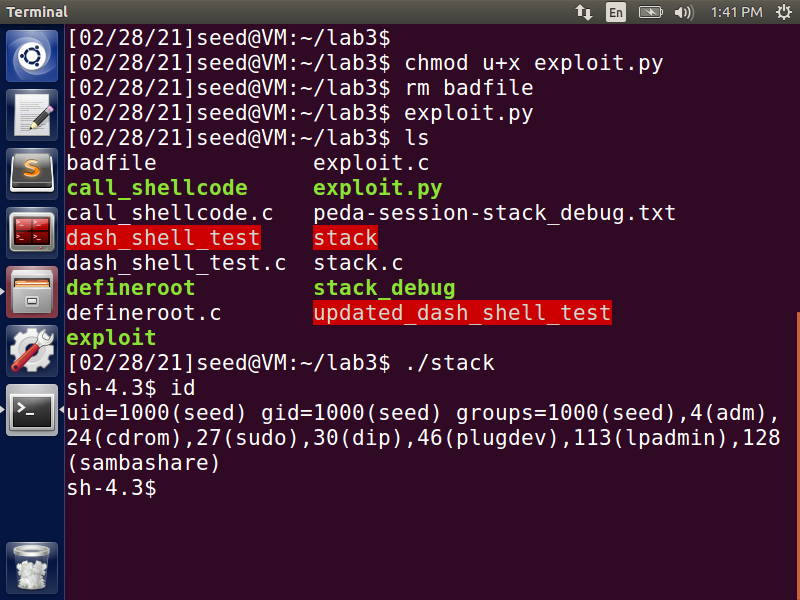 Terminal
En
1:41 PM
[02/28/21]seed@VM:~/lab3$
[02/28/21]seed@VM:~/lab3$ chmod u+x exploit.py
[02/28/21]seed@VM:~/lab3$ rm badfile
[02/28/21]seed@VM:~/lab3$ exploit.py
[02/28/21]seed@VM:~/lab3$ ls
badfile            exploit.c
call_shellcode     exploit.py
call_shellcode.c   peda-session-stack_debug.txt
dash_shell_test    stack
dash_shell_test.c  stack.c
defineroot         stack_debug
defineroot.c       updated_dash_shell_test
exploit
[02/28/21]seed@VM:~/lab3$ ./stack
sh-4.3$ id
uid=1000(seed) gid=1000(seed) groups=1000(seed),4(adm),
24(cdrom),27(sudo),30(dip),46(plugdev),113(lpadmin),128
(sambashare)
sh-4.3$